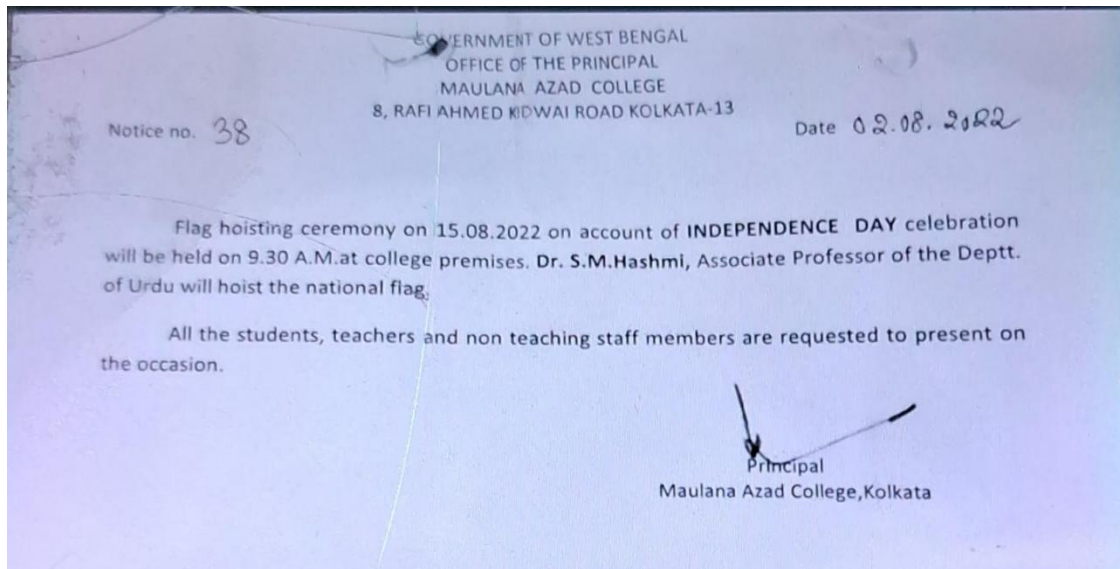 GOVERNMENT OF WEST BENGAL
OFFICE OF THE PRINCIPAL
MAULANA AZAD COLLEGE
8, RAFI AHMED KIDWAI ROAD KOLKATA-13
Notice no. 38
Date 02.08.2022
Flag hoisting ceremony on 15.08.2022 on account of INDEPENDENCE DAY celebration
will be held on 9.30 A.M.at college premises. Dr. S.M.Hashmi, Associate Professor of the Deptt.
of Urdu will hoist the national flag.
All the students, teachers and non teaching staff members are requested to present on
the occasion.
Principal
Maulana Azad College,Kolkata